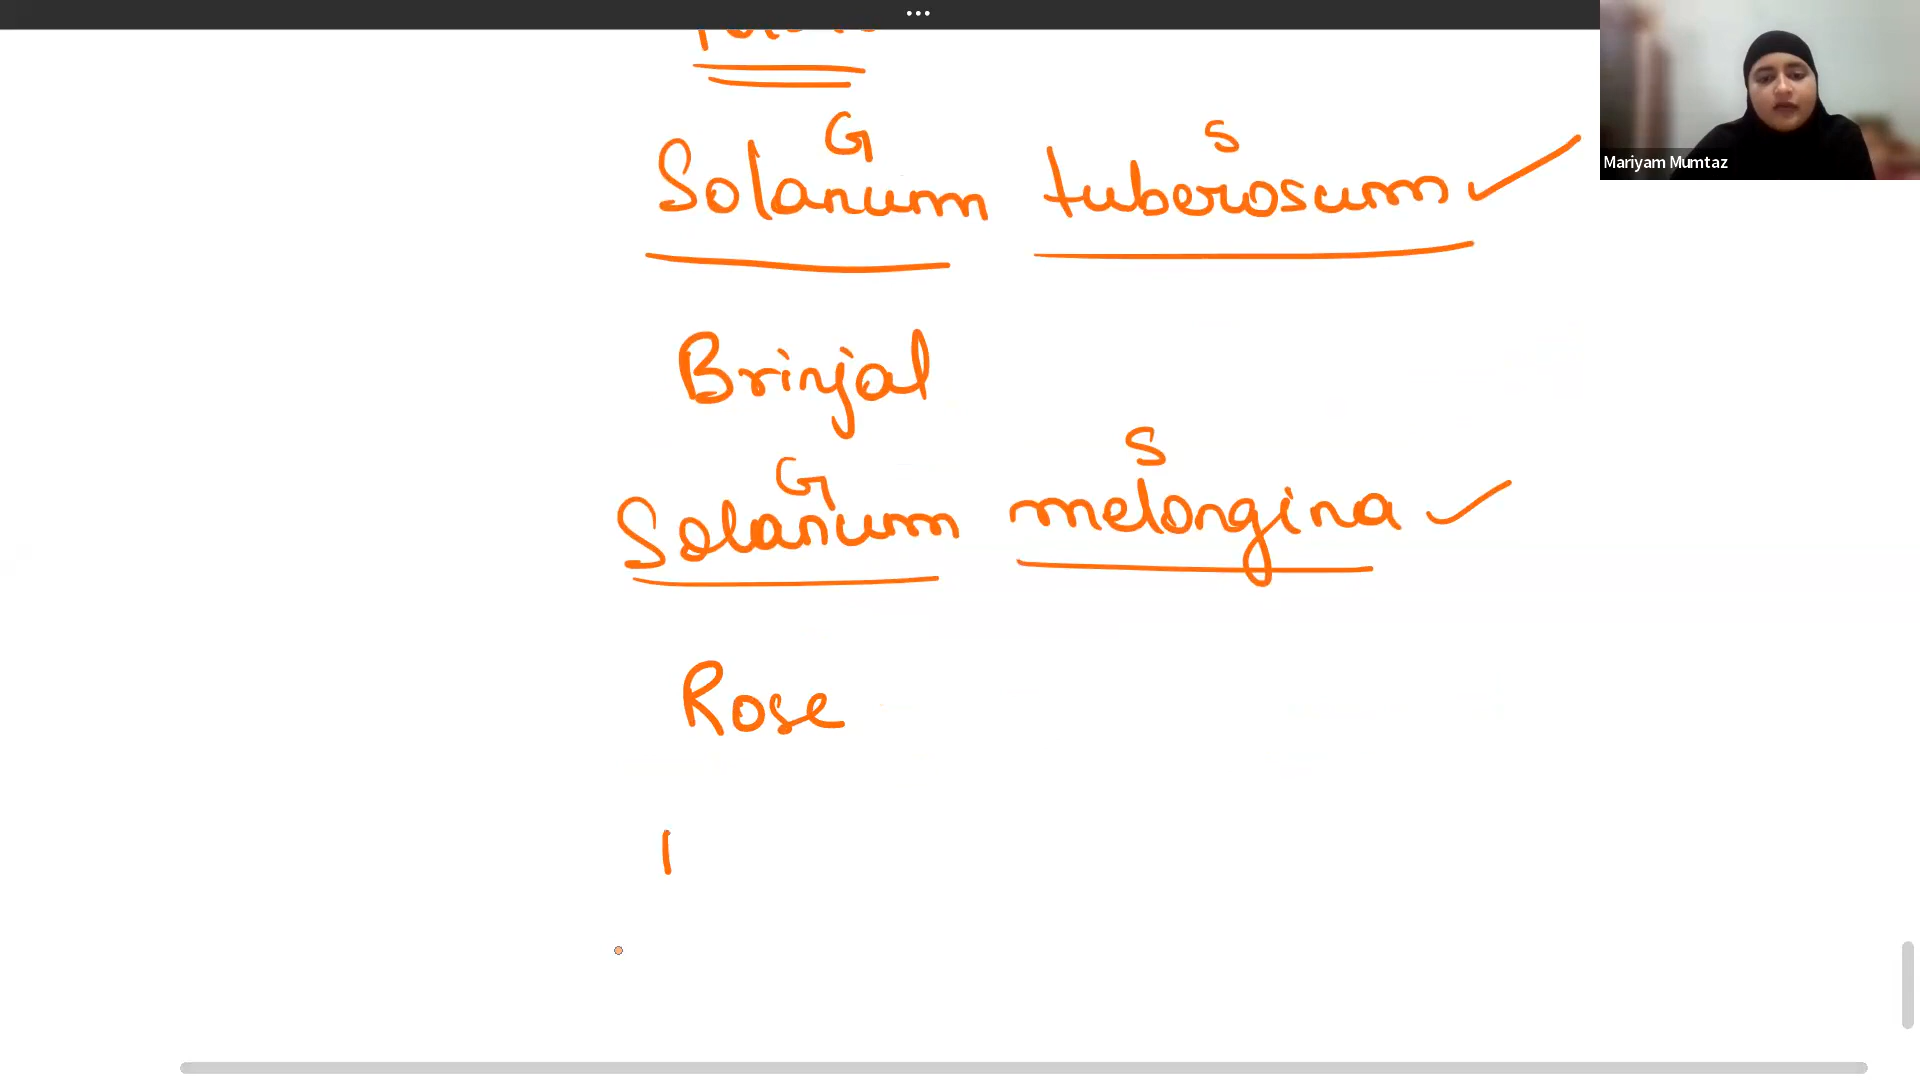 G S
Solanum tuberosum
Brinjal
G S
Solanum melongina
Rose
Mariyam Mumtaz